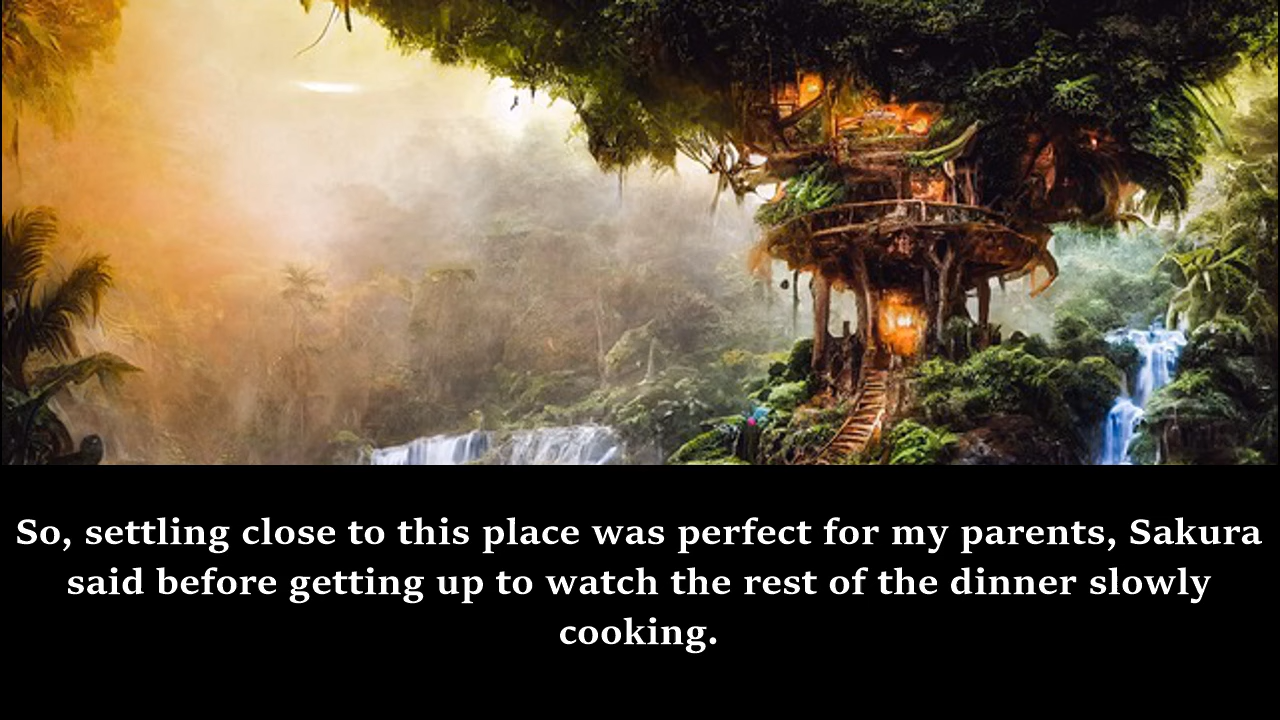 So, settling close to this place was perfect for my parents, Sakura
said before getting up to watch the rest of the dinner slowly
cooking.